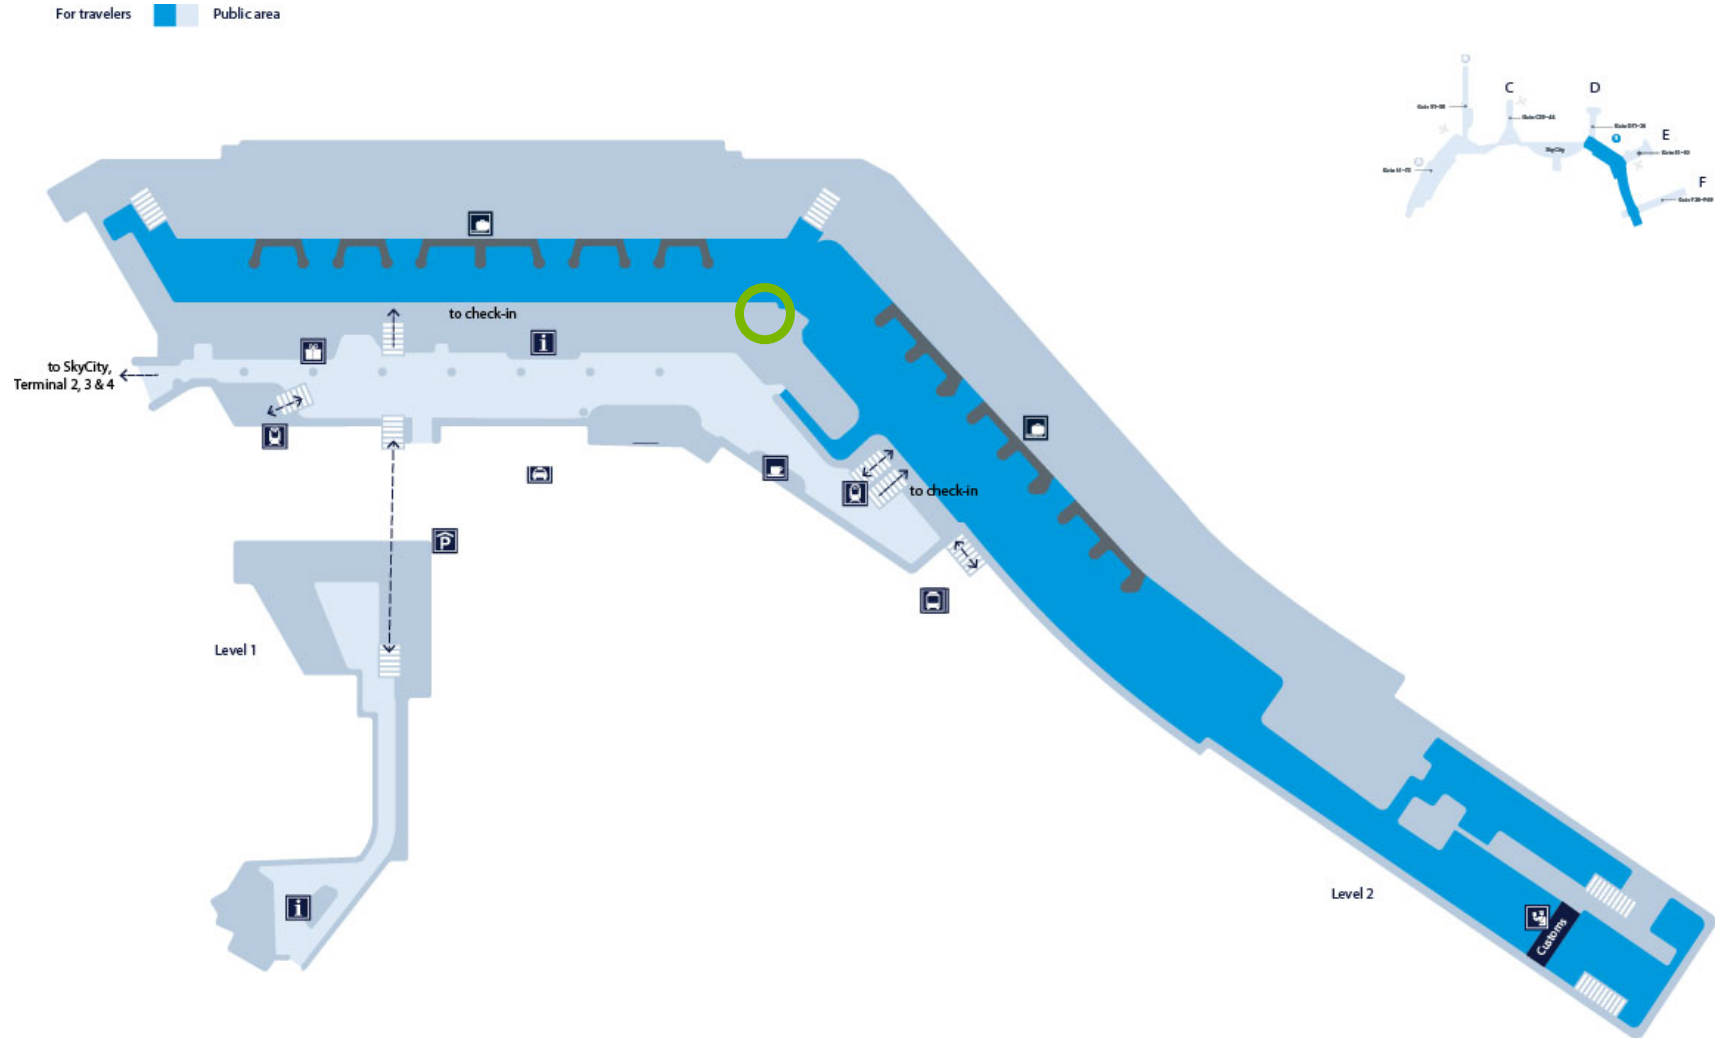 For travelers
Public area
C
D
E
F
SkyCity
to check-in
to SkyCity,
Terminal 2, 3 & 4
P
to check-in
Level 1
Level 2
Customs